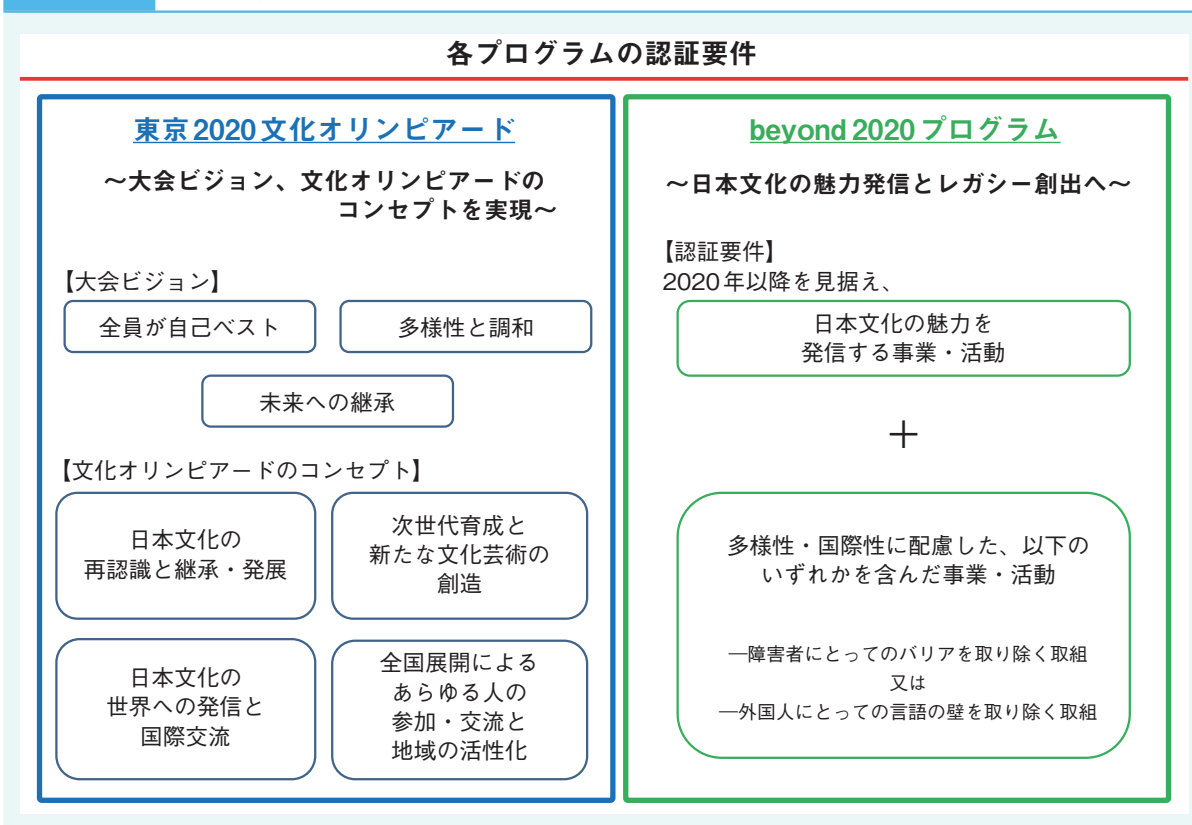 各プログラムの認証要件
東京2020文化オリンピアード
～大会ビジョン、文化オリンピアードの
コンセプトを実現～
【大会ビジョン】
全員が自己ベスト
多様性と調和
未来への継承
【文化オリンピアードのコンセプト】
日本文化の
再認識と継承・発展
次世代育成と
新たな文化芸術の
創造
日本文化の
世界への発信と
国際交流
全国展開による
あらゆる人の
参加・交流と
地域の活性化
beyond 2020プログラム
～日本文化の魅力発信とレガシー創出へ～
【認証要件】
2020年以降を見据え、
日本文化の魅力を
発信する事業・活動
＋
多様性・国際性に配慮した、以下の
いずれかを含んだ事業・活動
―障害者にとってのバリアを取り除く取組
又は
―外国人にとっての言語の壁を取り除く取組